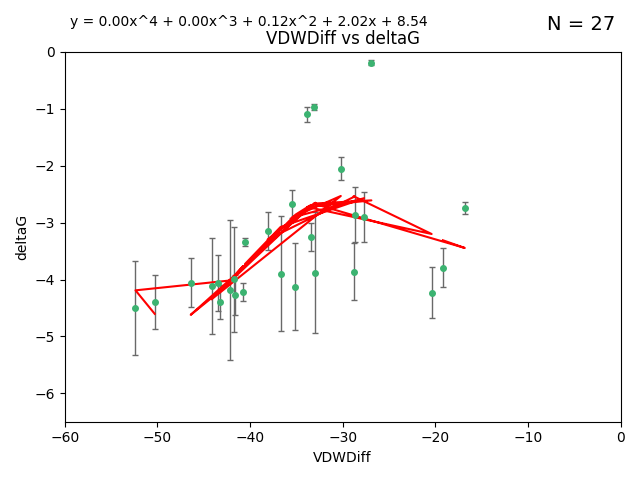 y = 0.00x^4 + 0.00x^3 + 0.12x^2 + 2.02x + 8.54
N = 27
VDWDiff vs deltaG
0
−1
−2
−3
−4
−5
−6
deltaG
−60 −50 −40 −30 −20 −10 0
VDWDiff